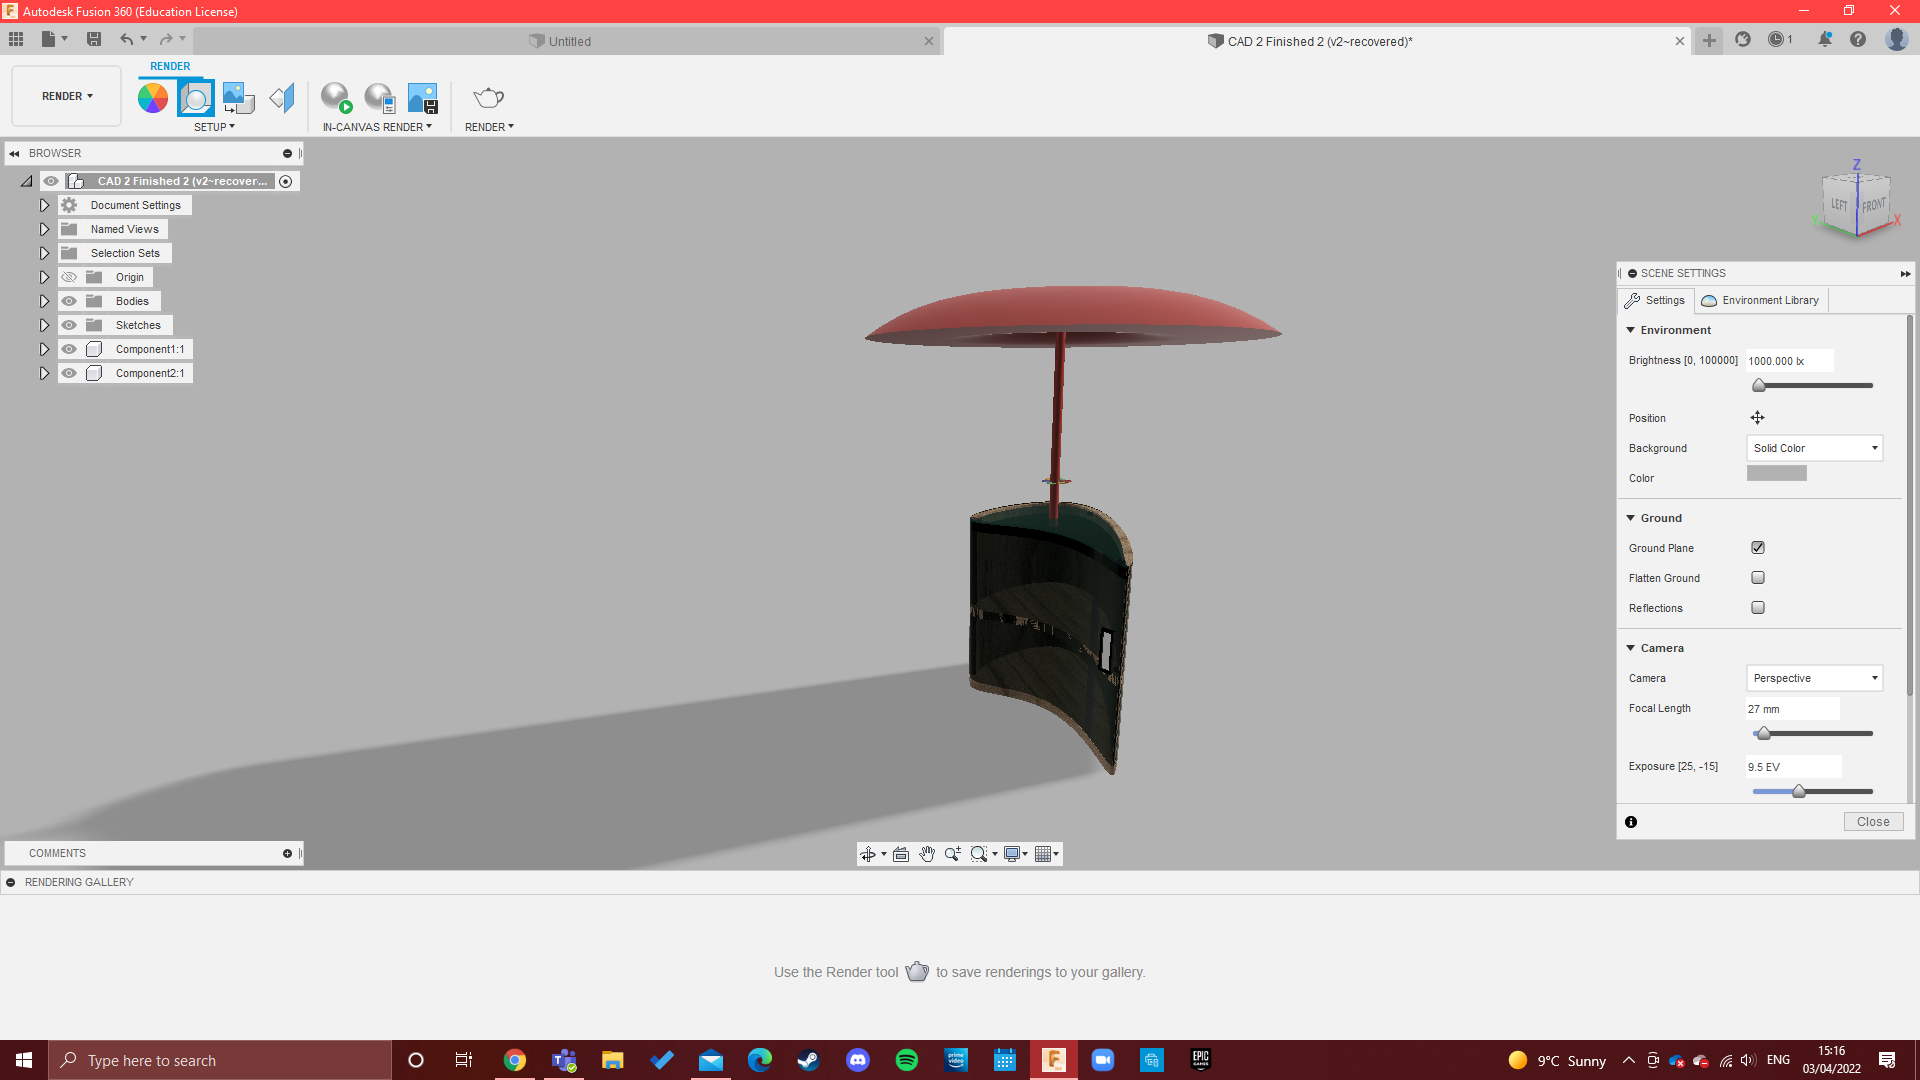 Autodesk Fusion 360 (Education License)
Untitled
CAD 2 Finished 2 (v2~recovered)*
1
RENDER
RENDER
SETUP
IN-CANVAS RENDER
RENDER
BROWSER
CAD 2 Finished 2 (v2~recover...
Document Settings
Named Views
Selection Sets
Origin
Bodies
Sketches
Component1:1
Component2:1
Z
LEFT
FRONT
Y
X
SCENE SETTINGS
Settings
Environment Library
Environment
Brightness [0, 100000]
1000.000 lx
Position
Background
Solid Color
Color
Ground
Ground Plane
Flatten Ground
Reflections
Camera
Camera
Perspective
Focal Length
27 mm
Exposure [25, -15]
9.5 EV
Close
COMMENTS
RENDERING GALLERY
Use the Render tool to save renderings to your gallery.
Type here to search
prime video
EPIC GAMES
9°C Sunny
ENG
15:16
03/04/2022